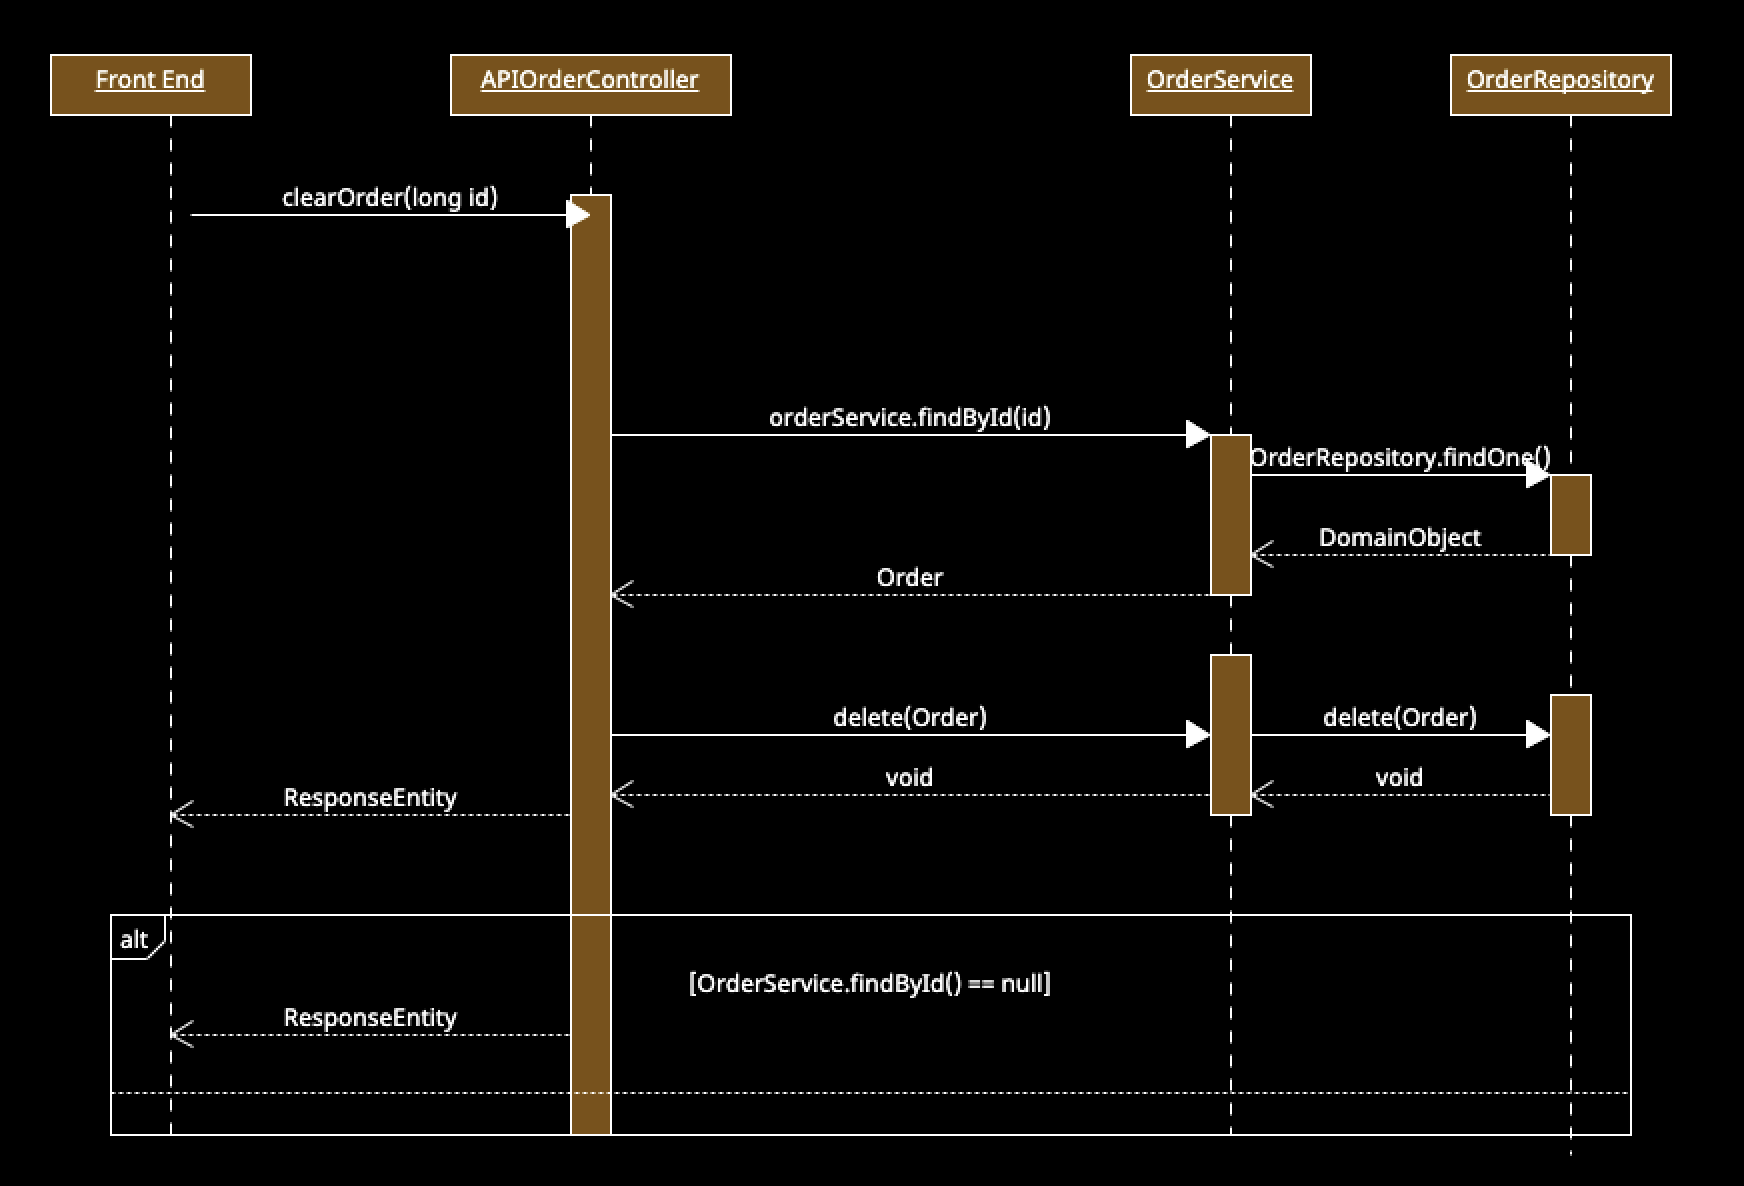 Front End
APIOrderController
OrderService
OrderRepository
clearOrder(long id)
orderService.findById(id)
OrderRepository.findOne()
DomainObject
Order
delete(Order)
delete(Order)
void
void
ResponseEntity
alt
[OrderService.findById() == null]
ResponseEntity